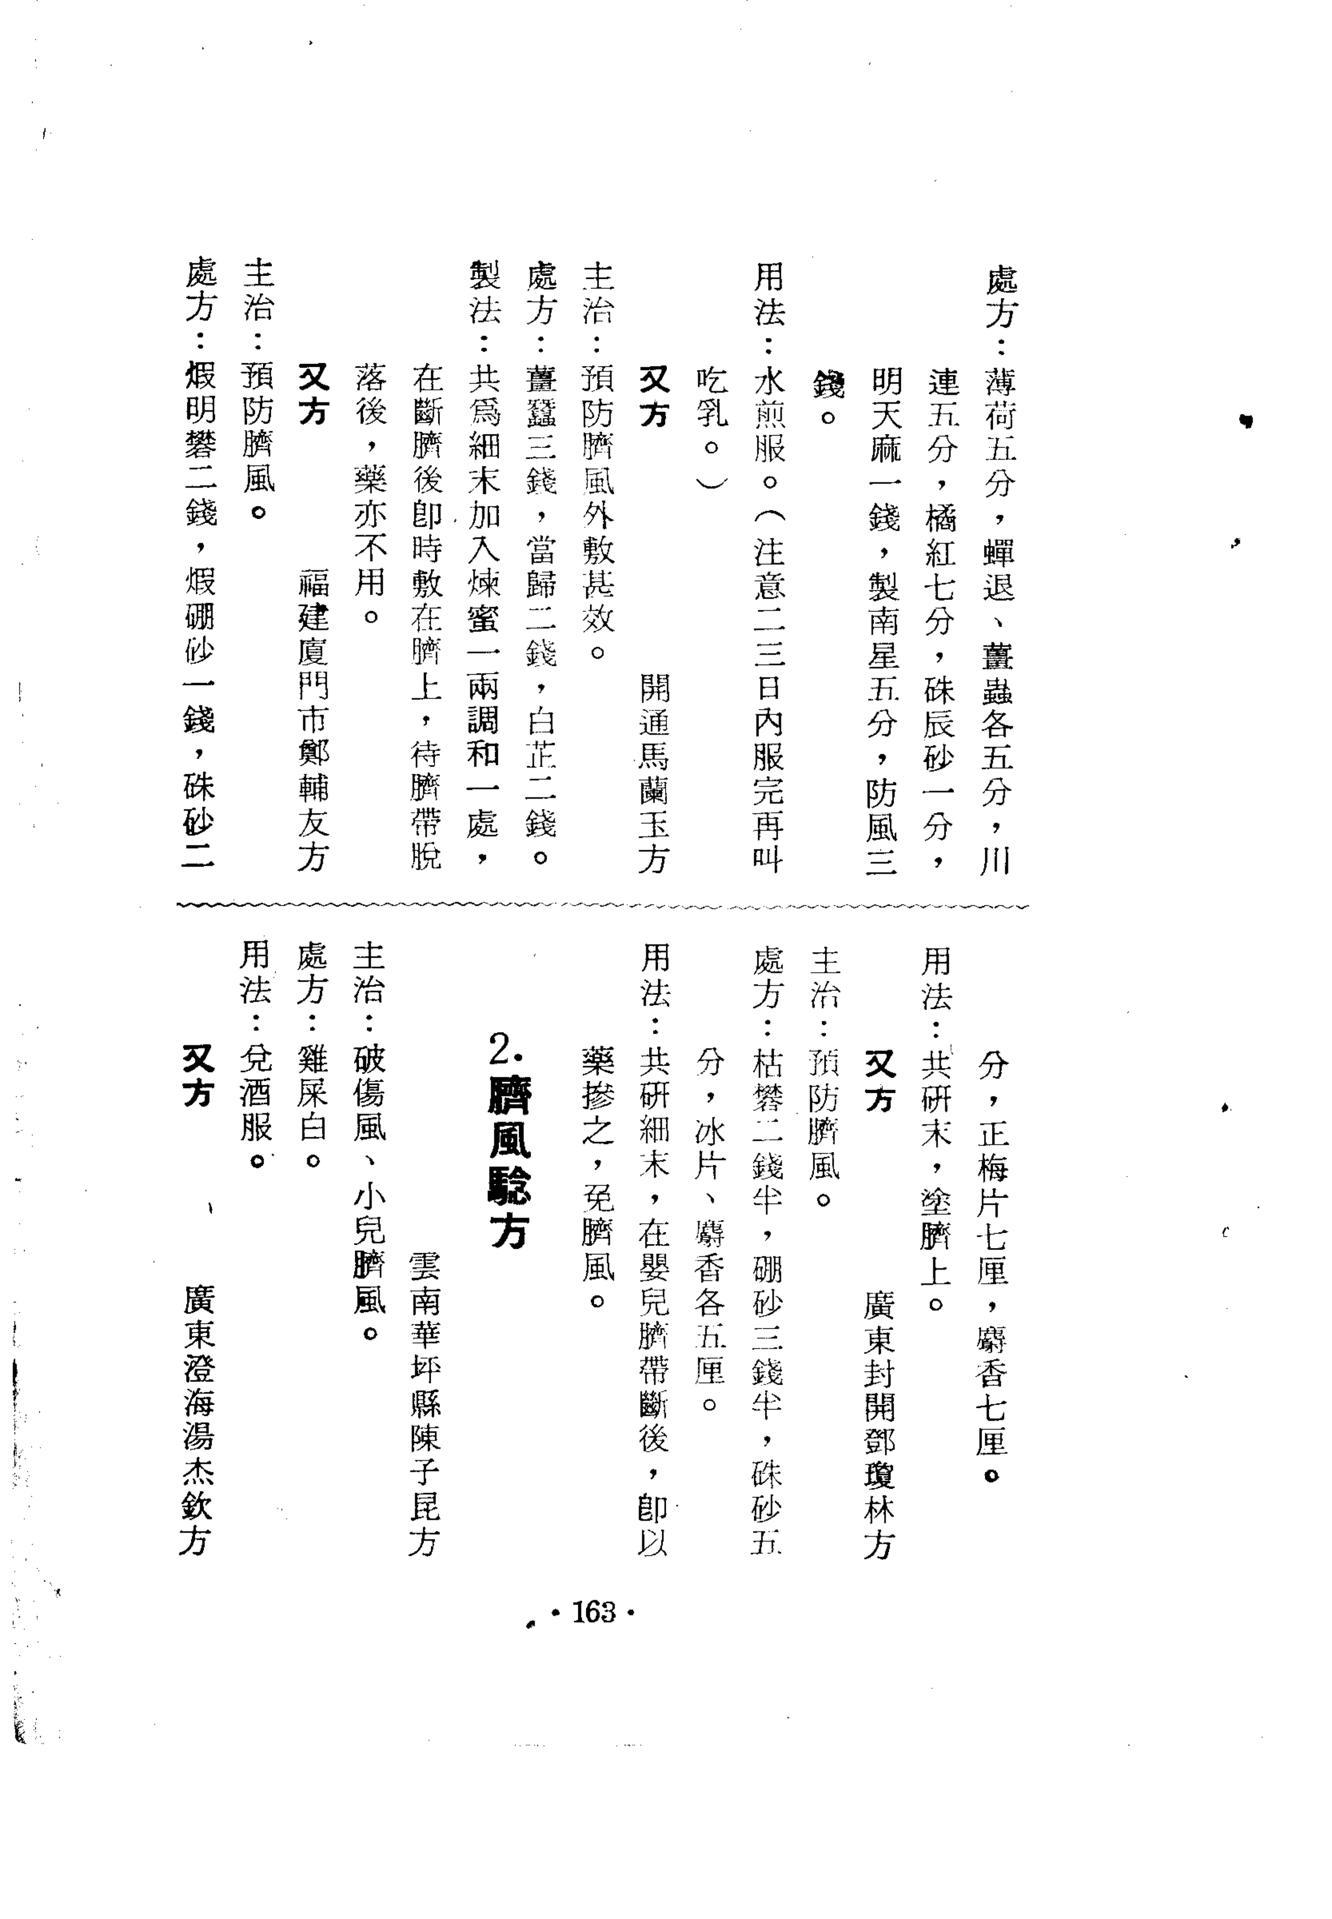 處方：薄荷五分，蟬退、薑蟲各五分，川
連五分，橘紅七分，硃辰砂一分，
明天麻一錢，製南星五分，防風三
錢。
用法：水煎服。（注意二三日內服完再叫
吃乳。）
又方　開通馬蘭玉方
主治：預防臍風外敷甚效。
處方：薑蠶三錢，當歸二錢，白芷二錢。
製法：共爲細末加入煉蜜一兩調和一處，
在斷臍後卽時敷在臍上，待臍帶脫
落後，藥亦不用。
又方　福建廈門市鄭輔友方
主治：預防臍風。
處方：煆明礬二錢，煆硼砂一錢，硃砂二
分，正梅片七厘，麝香七厘。
用法：共研末，塗臍上。
又方　廣東封開鄧瓊林方
主治：預防臍風。
處方：枯礬二錢半，硼砂三錢半，硃砂五
分，冰片、麝香各五厘。
用法：共研細末，在嬰兒臍帶斷後，卽以
藥摻之，免臍風。
2.臍風驗方
雲南華坪縣陳子昆方
主治：破傷風、小兒臍風。
處方：雞屎白。
用法：兌酒服。
又方　廣東澄海湯杰欽方
·163·